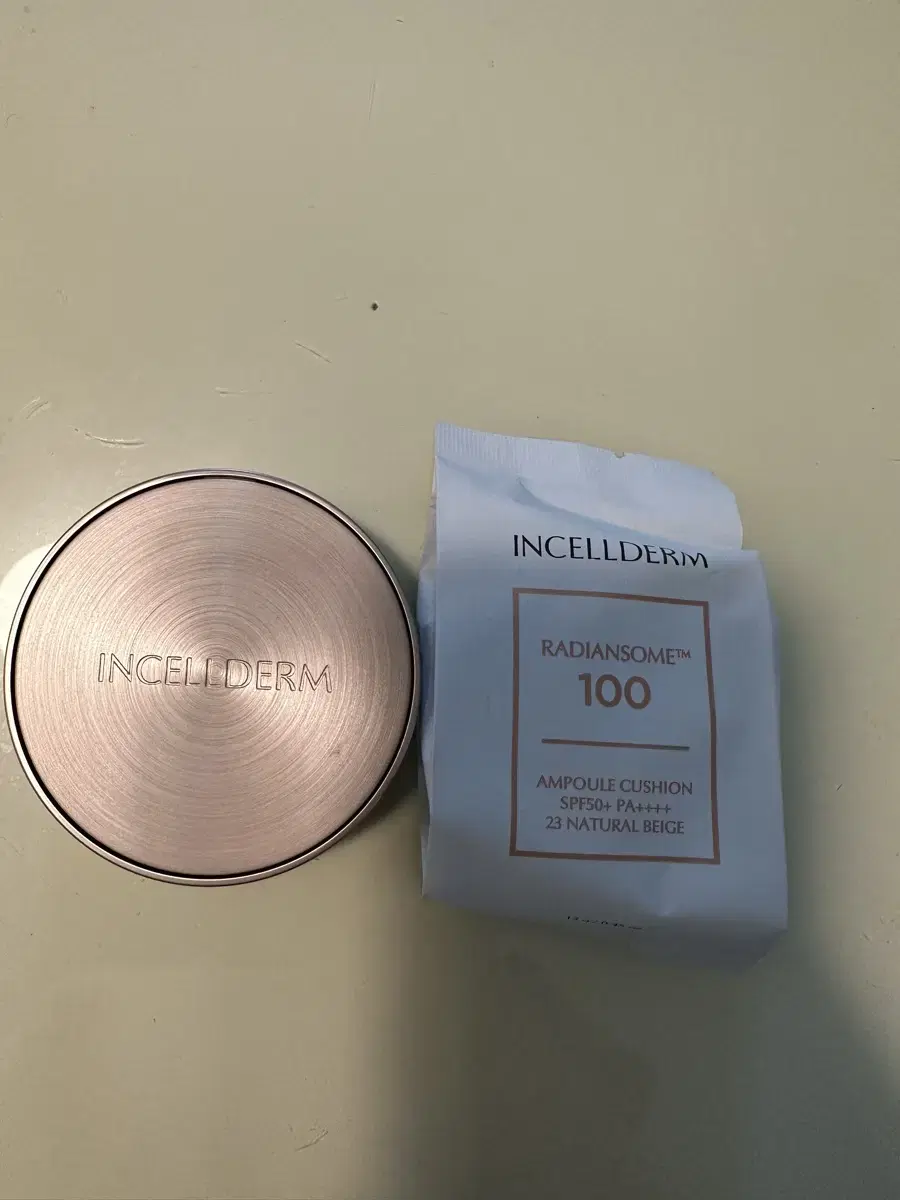 INCELLDERM
INCELLDERM
RADIANSOME™
100
AMPOULE CUSHION
SPF50+ PA++++
23 NATURAL BEIGE